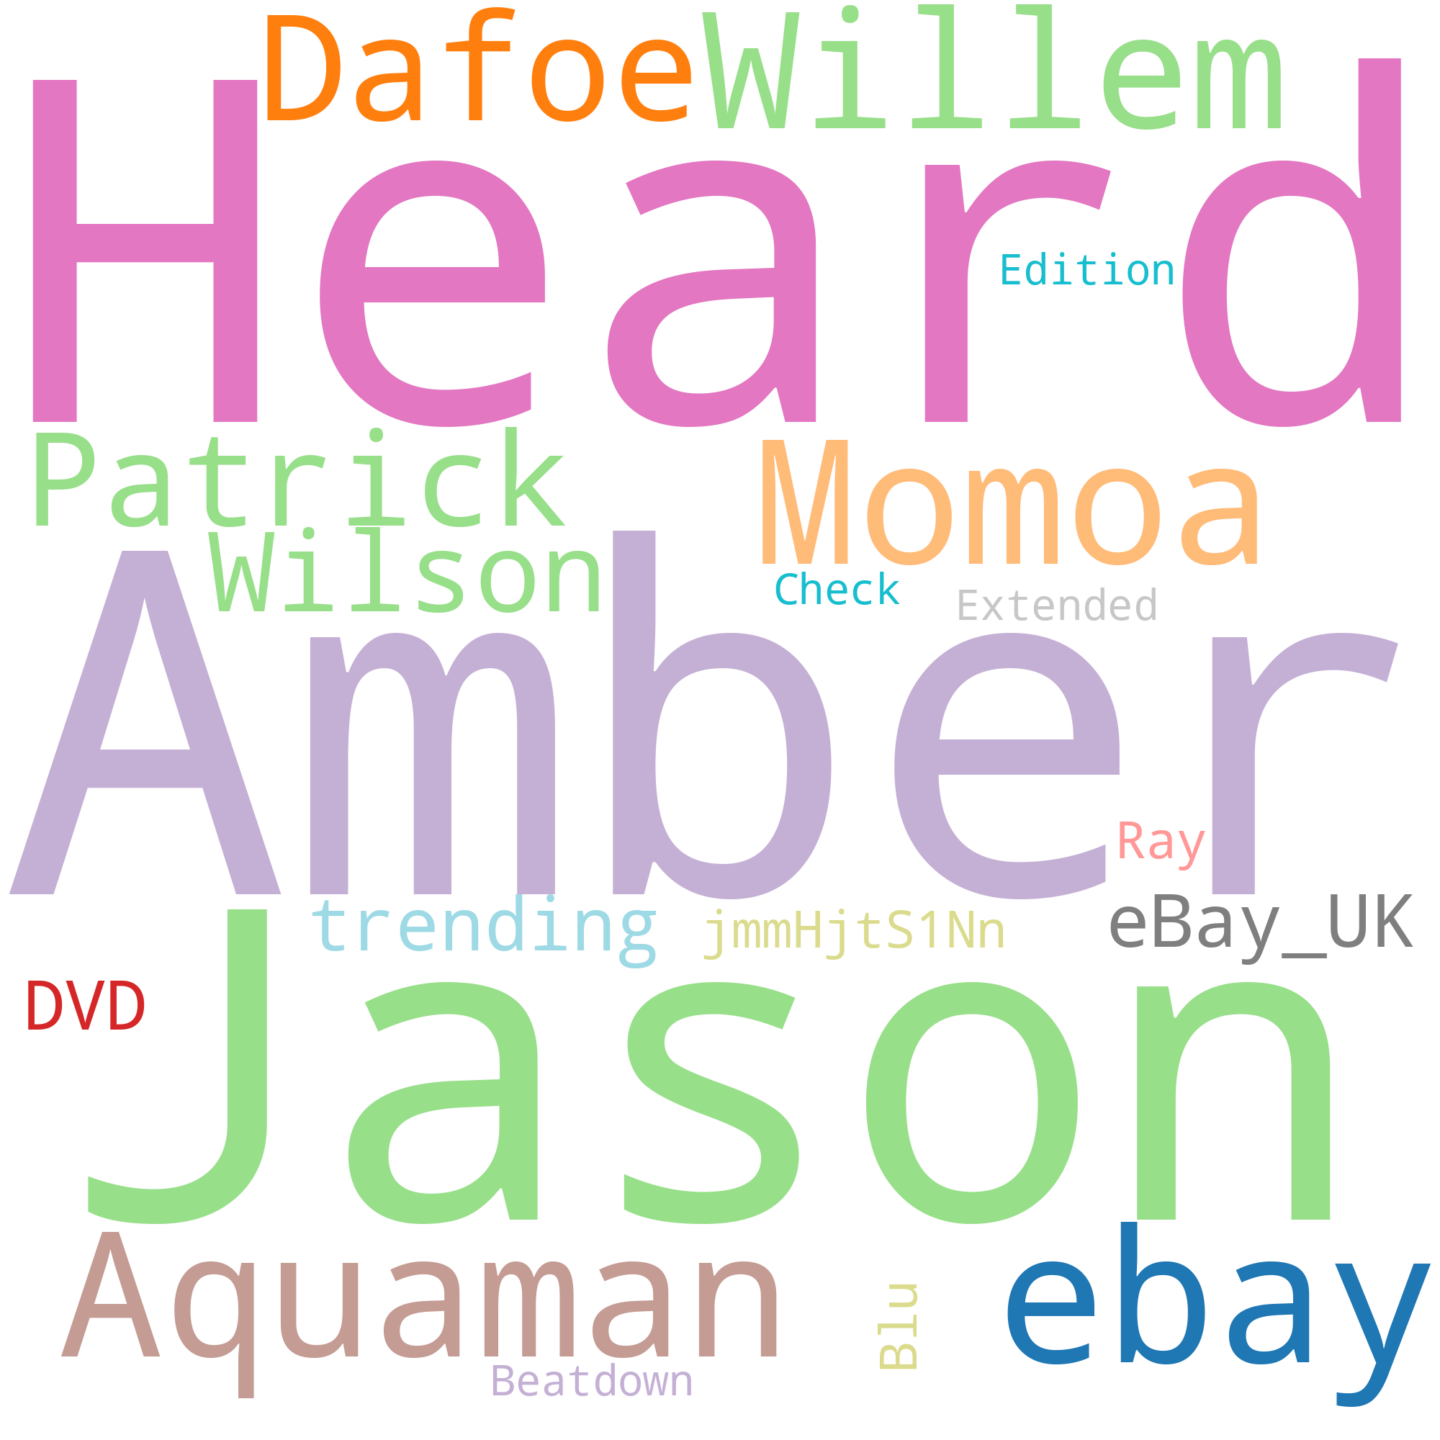 Dafoe Willem
Heard
Edition
Patrick Momoa
Wilson
Check Extended
Amber
Ray
trending jmmHjtS1Nn eBay_UK
DVD
Jason
Aquaman ebay
Blu
Beatdown